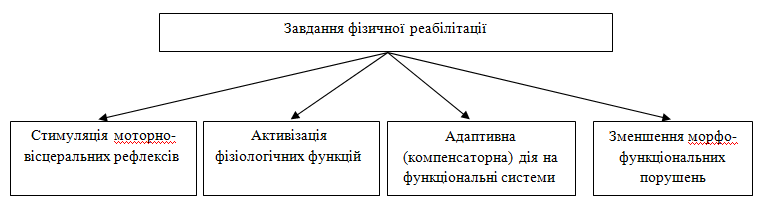 Завдання фізичної реабілітації
Стимуляція моторно-
вісцеральних рефлексів
Активізація
фізіологічних функцій
Адаптивна
(компенсаторна) дія на
функціональні системи
Зменшення морфо-
функціональних
порушень